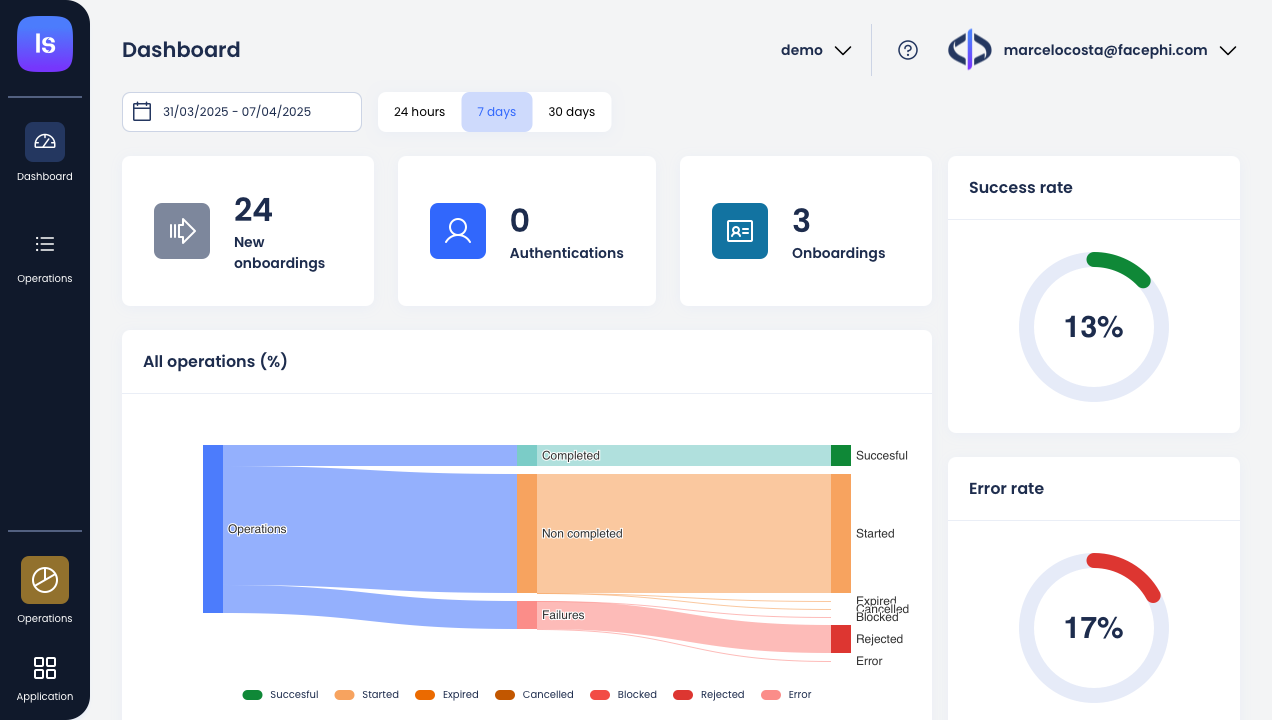 ls
Dashboard
Operations
Operations
Application
Dashboard
demo
marcelocosta@facephi.com
31/03/2025 - 07/04/2025
24 hours
7 days
30 days
24
New
onboardings
0
Authentications
3
Onboardings
Success rate
13%
All operations (%)
Operations
Completed
Non completed
Failures
Succesful
Started
Expired
Cancelled
Blocked
Rejected
Error
Succesful
Started
Expired
Cancelled
Blocked
Rejected
Error
Error rate
17%